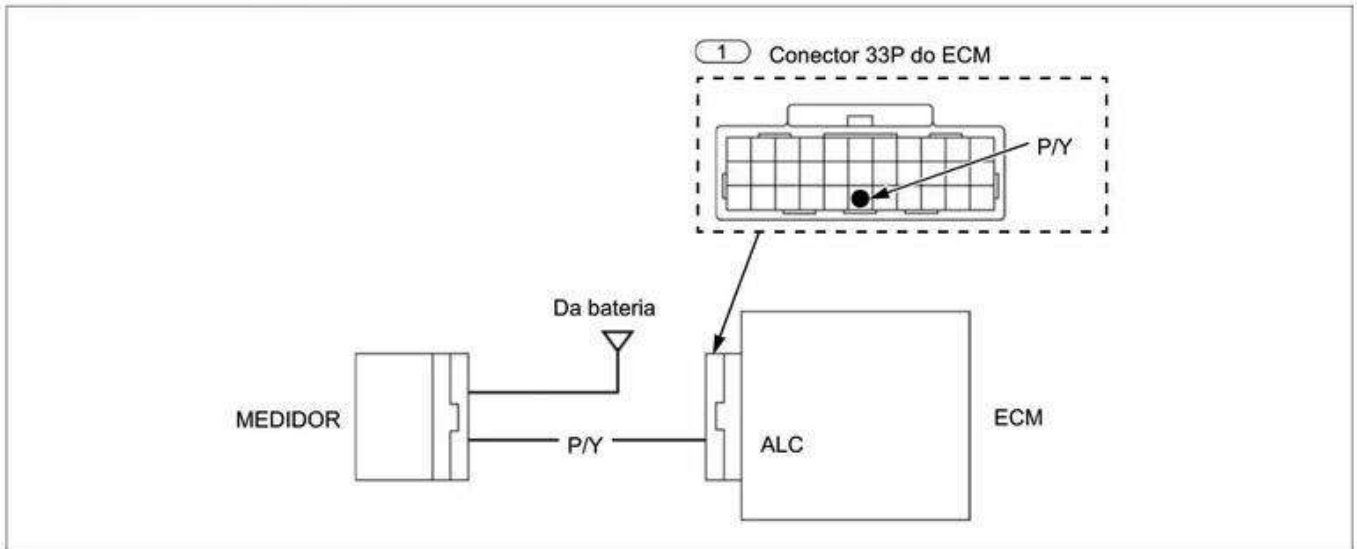 1 Conector 33P do ECM
P/Y
Da bateria
MEDIDOR
P/Y
ALC
ECM